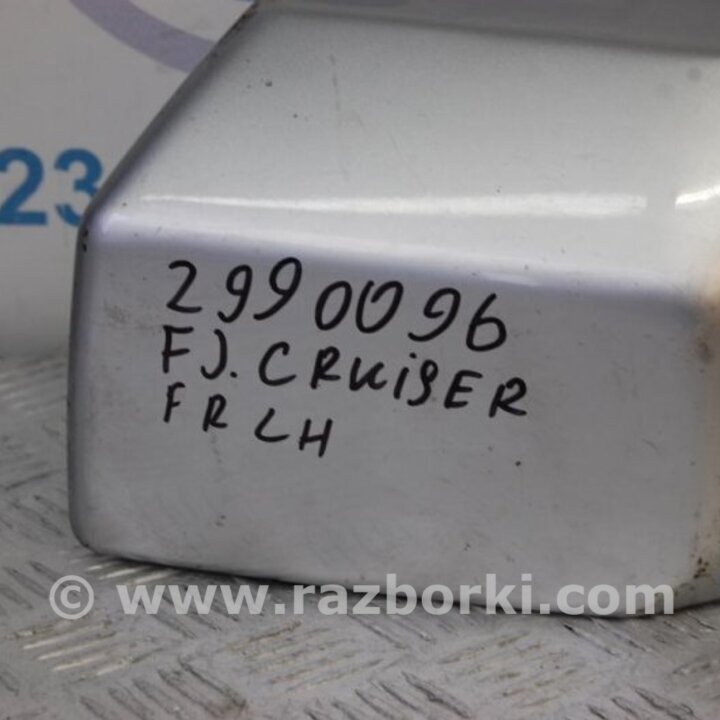 23
2990096
FJ. CRUISER
FR LH
© www.razborki.com